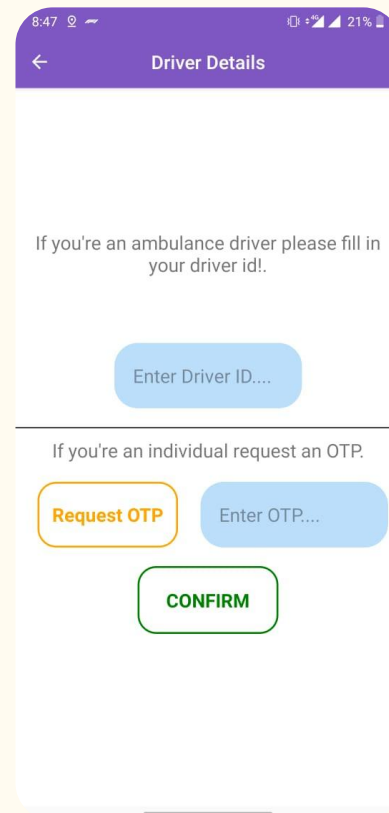 8:47 4G 21%
Driver Details
If you're an ambulance driver please fill in
your driver id!.
Enter Driver ID....
If you're an individual request an OTP.
Request OTP Enter OTP....
CONFIRM